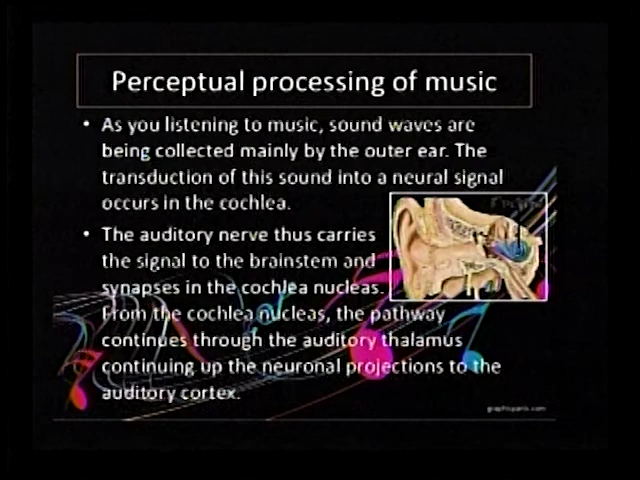 Perceptual processing of music
• As you listening to music, sound waves are
being collected mainly by the outer ear. The
transduction of this sound into a neural signal
occurs in the cochlea.
• The auditory nerve thus carries
the signal to the brainstem and
synapses in the cochlea nucleas.
From the cochlea nucleas, the pathway
continues through the auditory thalamus
continuing up the neuronal projections to the
auditory cortex.